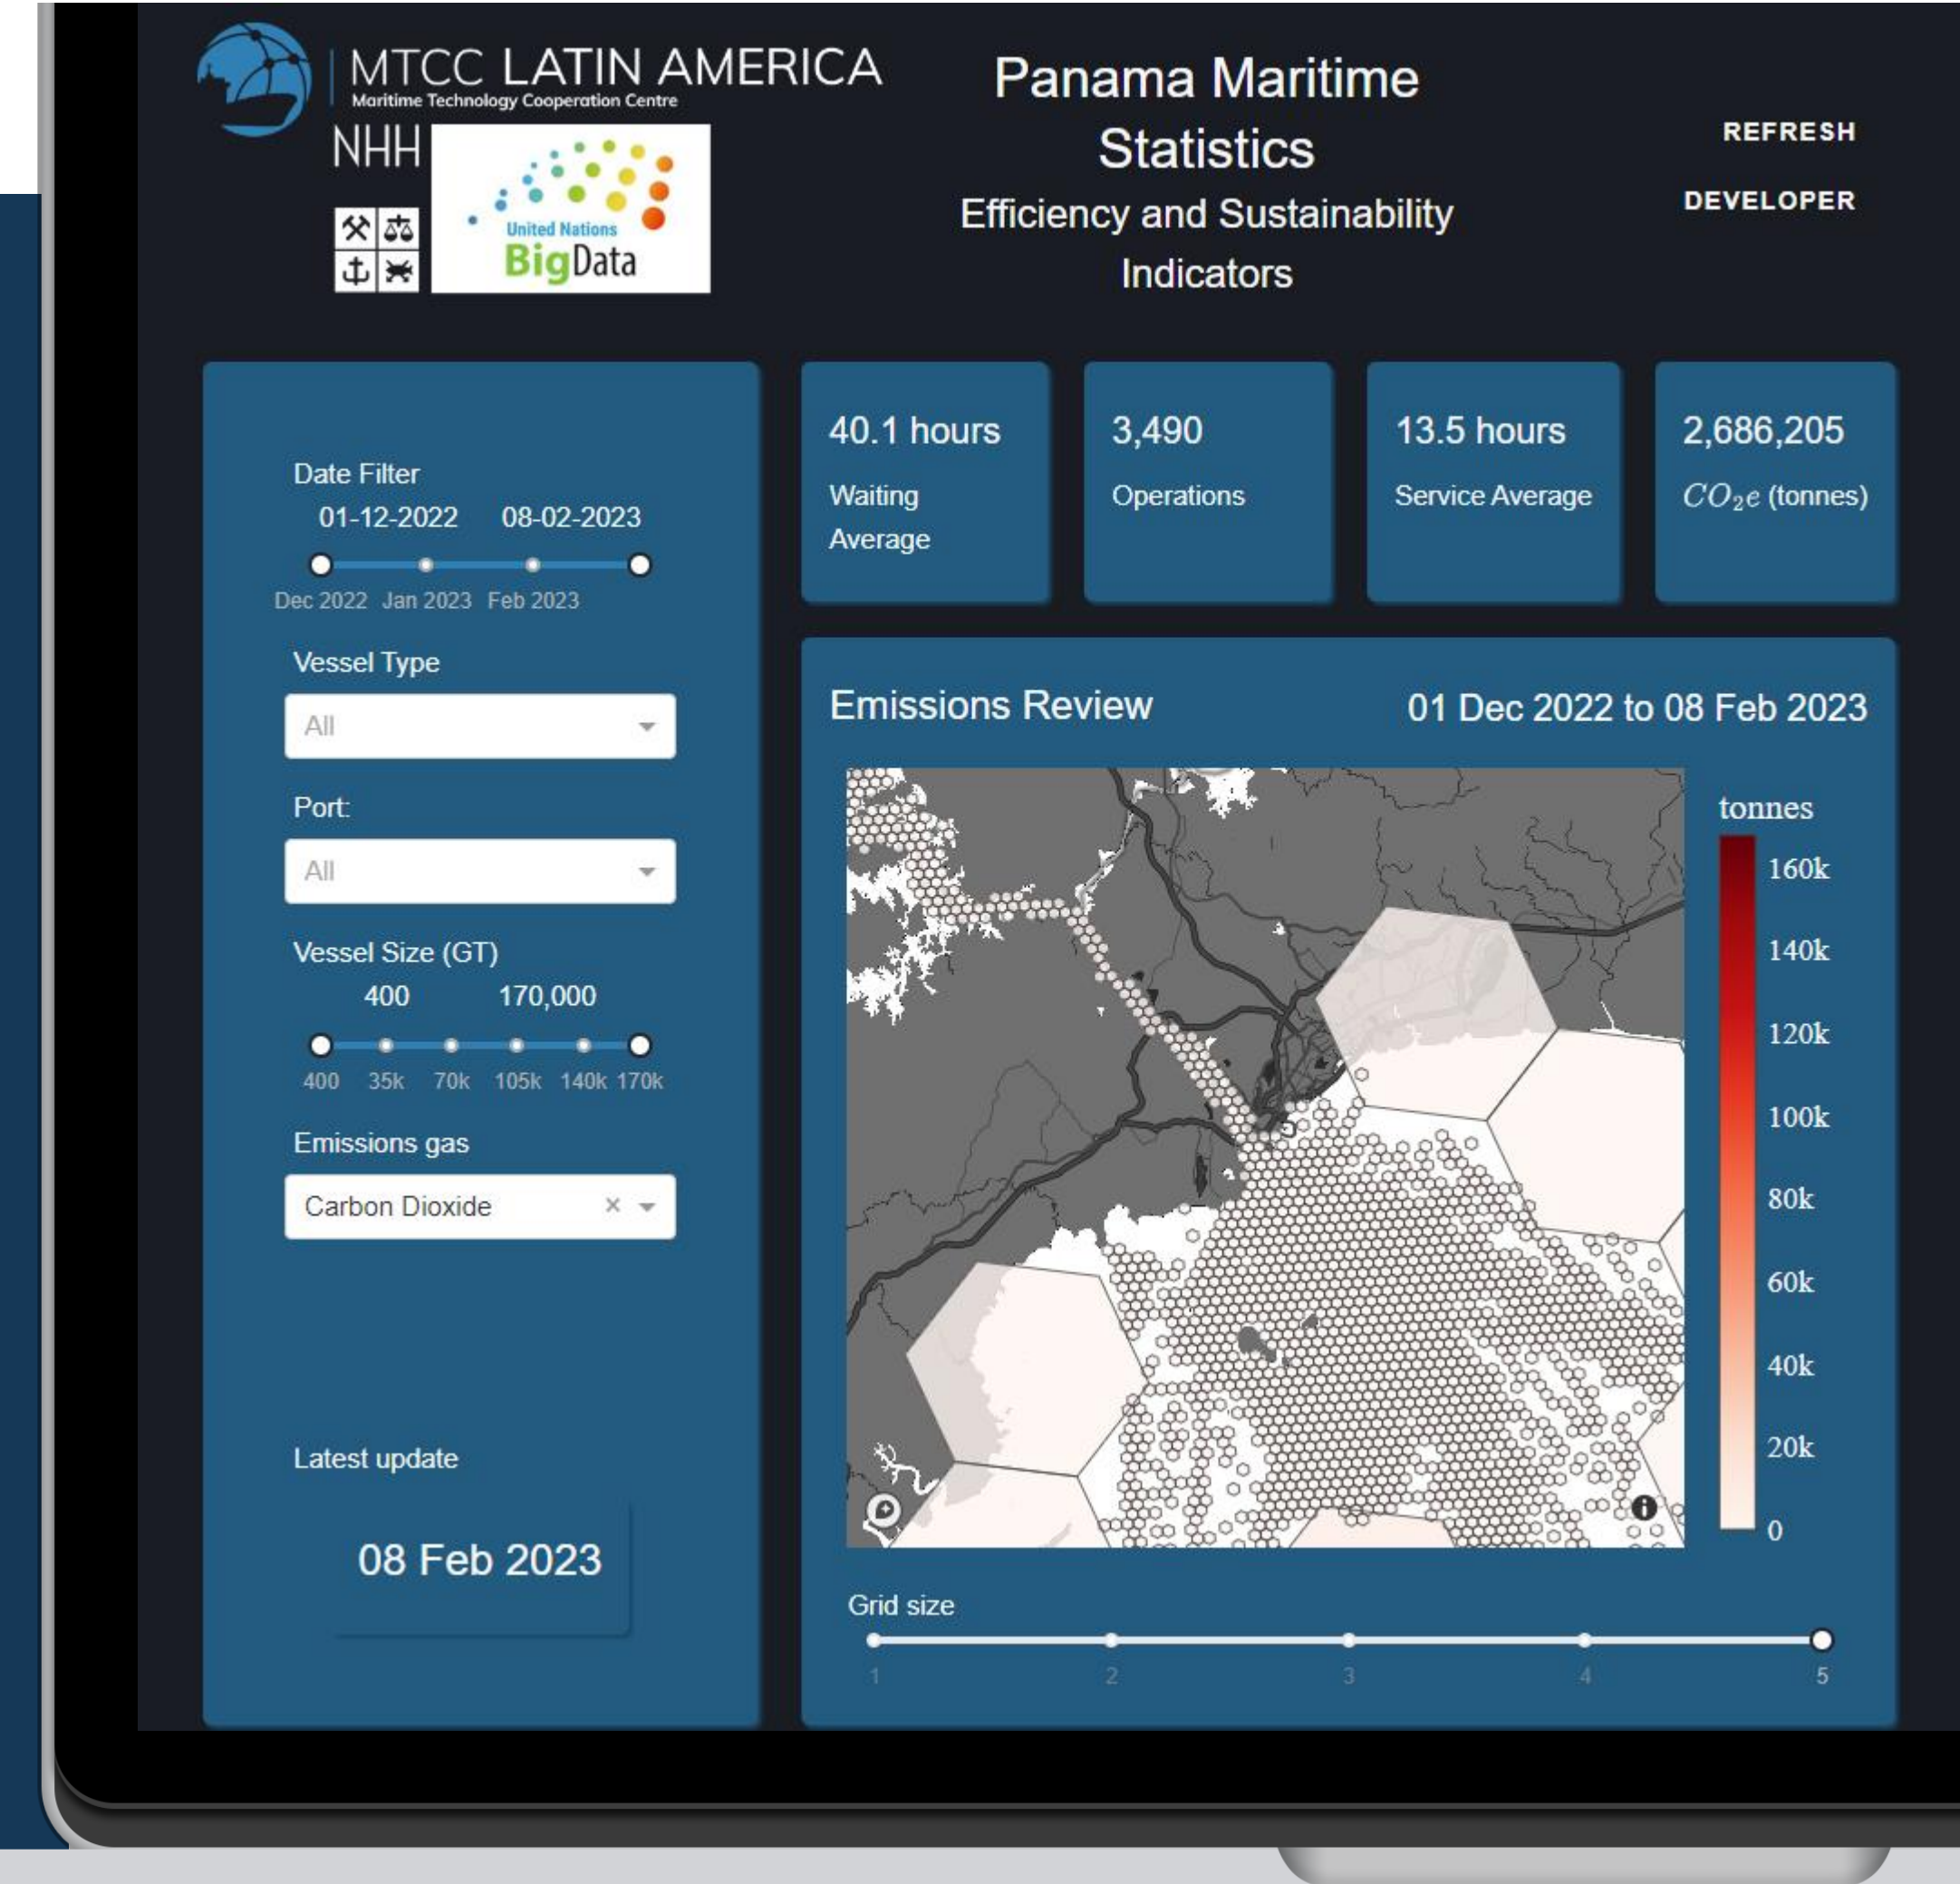 MTCC LATIN AMERICA
Maritime Technology Cooperation Centre
NHH
United Nations
BigData
Panama Maritime
Statistics
Efficiency and Sustainability
Indicators
REFRESH
DEVELOPER
Date Filter
01-12-2022 08-02-2023
Dec 2022 Jan 2023 Feb 2023
Vessel Type
All
Port:
All
Vessel Size (GT)
400 170,000
400 35k 70k 105k 140k 170k
Emissions gas
Carbon Dioxide × 
Latest update
08 Feb 2023
40.1 hours
Waiting
Average
3,490
Operations
13.5 hours
Service Average
2,686,205
CO₂e (tonnes)
Emissions Review 01 Dec 2022 to 08 Feb 2023
tonnes
160k
140k
120k
100k
80k
60k
40k
20k
0
Grid size
1 2 3 4 5